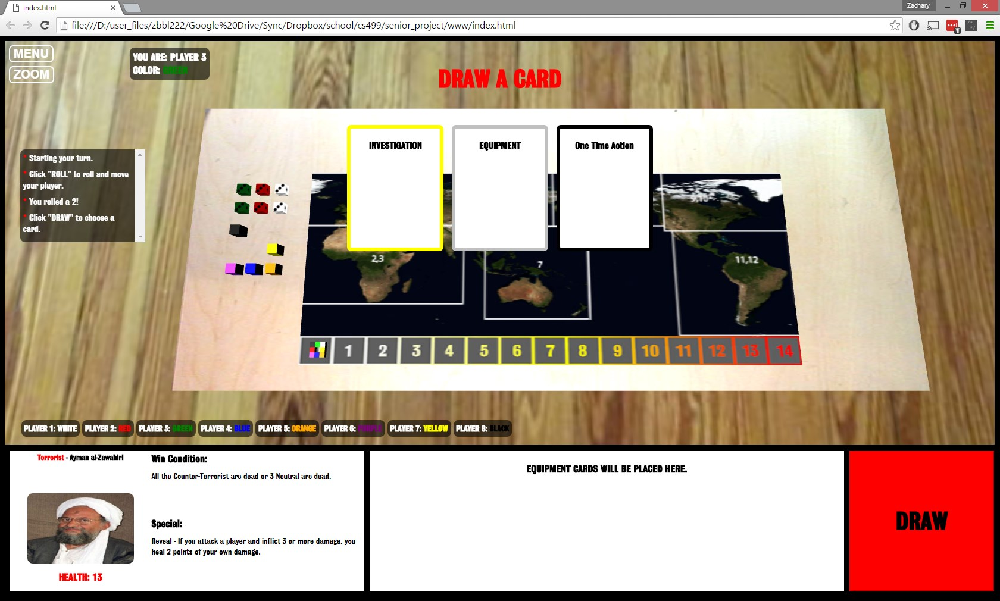 index.html
Zachary
file:///D:/user_files/zbbl222/Google%20Drive/Sync/Dropbox/school/cs499/senior_project/www/index.html
1
MENU
ZOOM
YOU ARE: PLAYER 3
COLOR: GREEN
DRAW A CARD
INVESTIGATION
EQUIPMENT
One Time Action
* Starting your turn.
* Click "ROLL" to roll and move
your player.
* You rolled a 2!
* Click "DRAW" to choose a
card.
9,10
2,3
7
11,12
1 2 3 4 5 6 7 8 9 10 11 12 13 14
PLAYER 1: WHITE PLAYER 2: RED PLAYER 3: GREEN PLAYER 4: BLUE PLAYER 5: ORANGE PLAYER 6: PURPLE PLAYER 7: YELLOW PLAYER 8: BLACK
Terrorist - Ayman al-Zawahiri
HEALTH: 13
Win Condition:
All the Counter-Terrorist are dead or 3 Neutral are dead.
Special:
Reveal - If you attack a player and inflict 3 or more damage, you
heal 2 points of your own damage.
EQUIPMENT CARDS WILL BE PLACED HERE.
DRAW